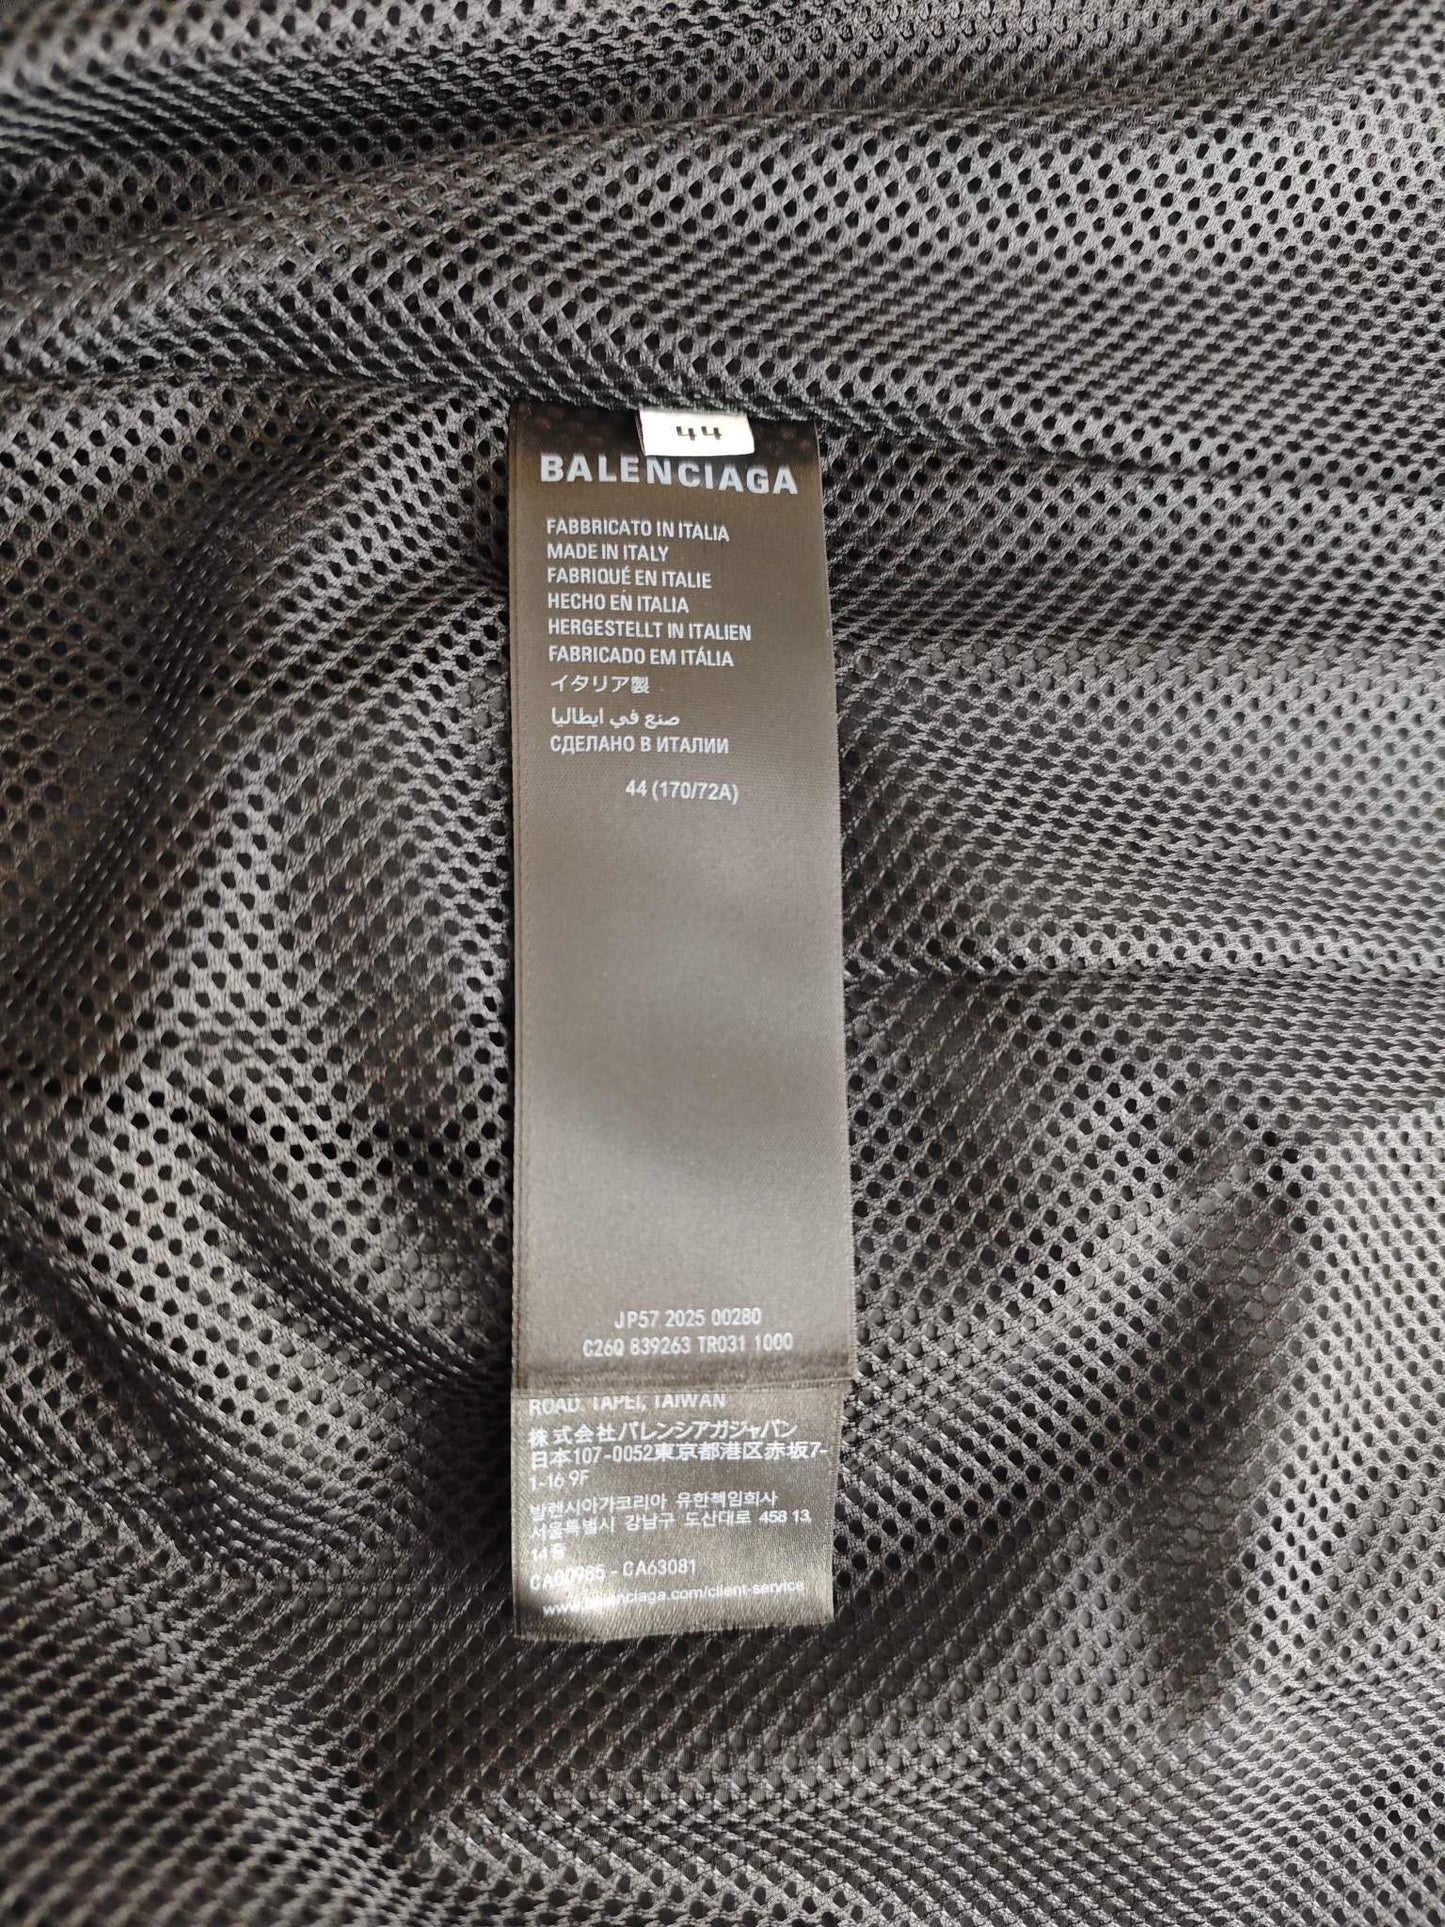 44
BALENCIAGA
FABBRICATO IN ITALIA
MADE IN ITALY
FABRIQUÉ EN ITALIE
HECHO EN ITALIA
HERGESTELLT IN ITALIEN
FABRICADO EM ITÁLIA
イタリア製
صنع في ايطاليا
СДЕЛАНО В ИТАЛИИ
44 (170/72A)
JP57 2025 00280
C26Q 839263 TR031 1000
ROAD. TAPEI, TAIWAN
株式会社バレンシアガジャパン
日本107-0052東京都港区赤坂7-
1-16 9F
발렌시아가코리아 유한책임회사
서울특별시 강남구 도산대로 458 13,
14층
CA00985 - CA63081
www.balenciaga.com/client-service